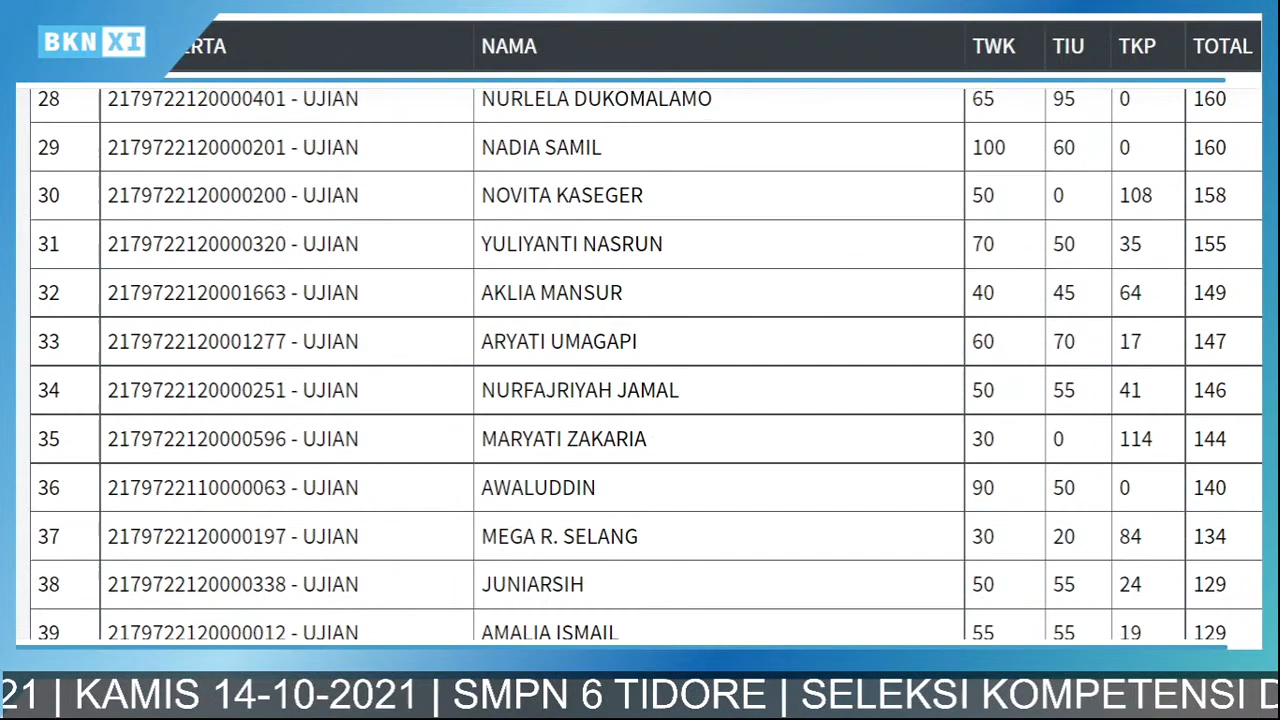 BKN XI
ERTA NAMA TWK TIU TKP TOTAL
28 2179722120000401 - UJIAN NURLELA DUKOMALAMO 65 95 0 160
29 2179722120000201 - UJIAN NADIA SAMIL 100 60 0 160
30 2179722120000200 - UJIAN NOVITA KASEGER 50 0 108 158
31 2179722120000320 - UJIAN YULIYANTI NASRUN 70 50 35 155
32 2179722120001663 - UJIAN AKLIA MANSUR 40 45 64 149
33 2179722120001277 - UJIAN ARYATI UMAGAPI 60 70 17 147
34 2179722120000251 - UJIAN NURFAJRIYAH JAMAL 50 55 41 146
35 2179722120000596 - UJIAN MARYATI ZAKARIA 30 0 114 144
36 2179722110000063 - UJIAN AWALUDDIN 90 50 0 140
37 2179722120000197 - UJIAN MEGA R. SELANG 30 20 84 134
38 2179722120000338 - UJIAN JUNIARSIH 50 55 24 129
39 2179722120000012 - UJIAN AMALIA ISMAIL 55 55 19 129
21 | KAMIS 14-10-2021 | SMPN 6 TIDORE | SELEKSI KOMPETENSI D